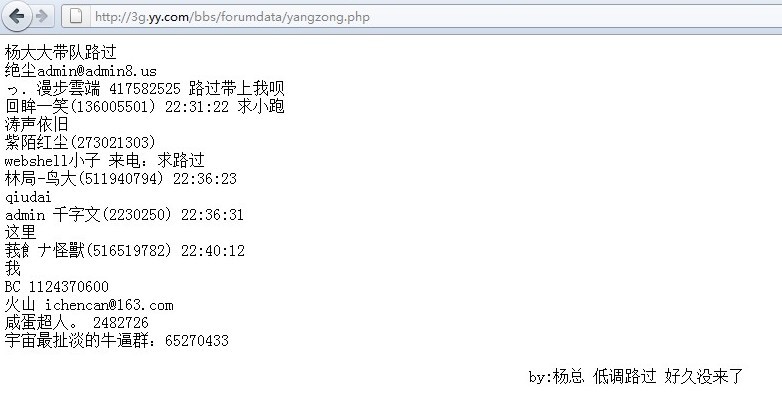 http://3g.yy.com/bbs/forumdata/yangzong.php
杨大大带队路过
绝尘admin@admin8.us
っ．漫步雲端 417582525 路过带上我呗
回眸一笑(136005501) 22:31:22 求小跑
涛声依旧
紫陌红尘(273021303)
webshell小子 来电：求路过
林局-鸟大(511940794) 22:36:23
qiudai
admin 千字文(2230250) 22:36:31
这里
莪飠ナ怪獸(516519782) 22:40:12
我
BC 1124370600
火山 ichencan@163.com
咸蛋超人。 2482726
宇宙最扯淡的牛逼群：65270433
by:杨总 低调路过 好久没来了